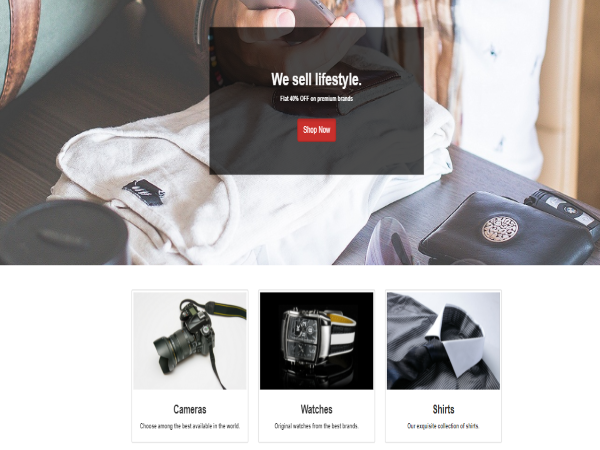 We sell lifestyle.
Flat 40% OFF on premium brands
Shop Now
Cameras
Choose among the best available in the world.
Watches
Original watches from the best brands.
Shirts
Our exquisite collection of shirts.